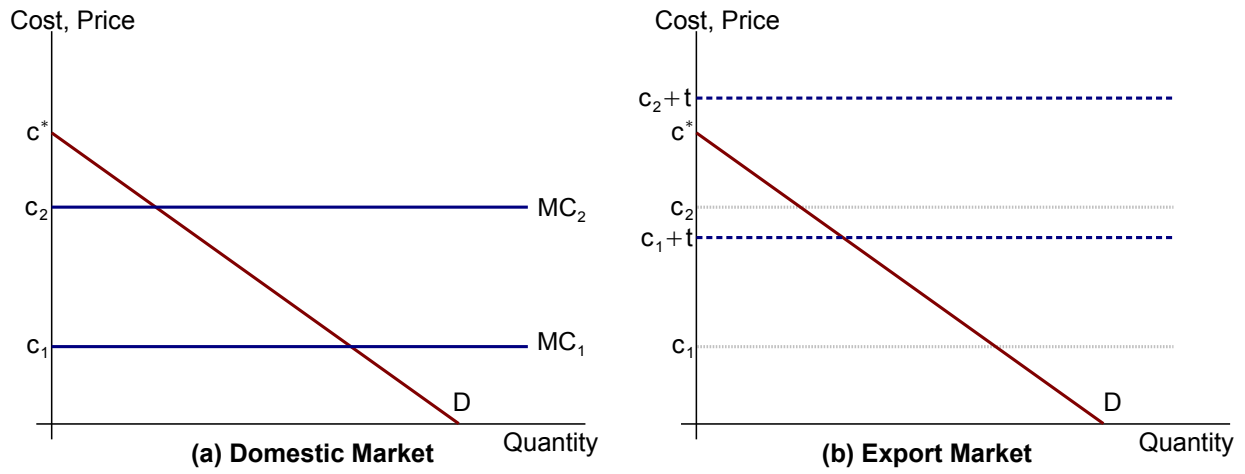 Cost, Price
c*
c₂
MC₂
c₁
MC₁
D
Quantity
(a) Domestic Market
Cost, Price
c₂+t
c*
c₂
c₁+t
c₁
D
Quantity
(b) Export Market